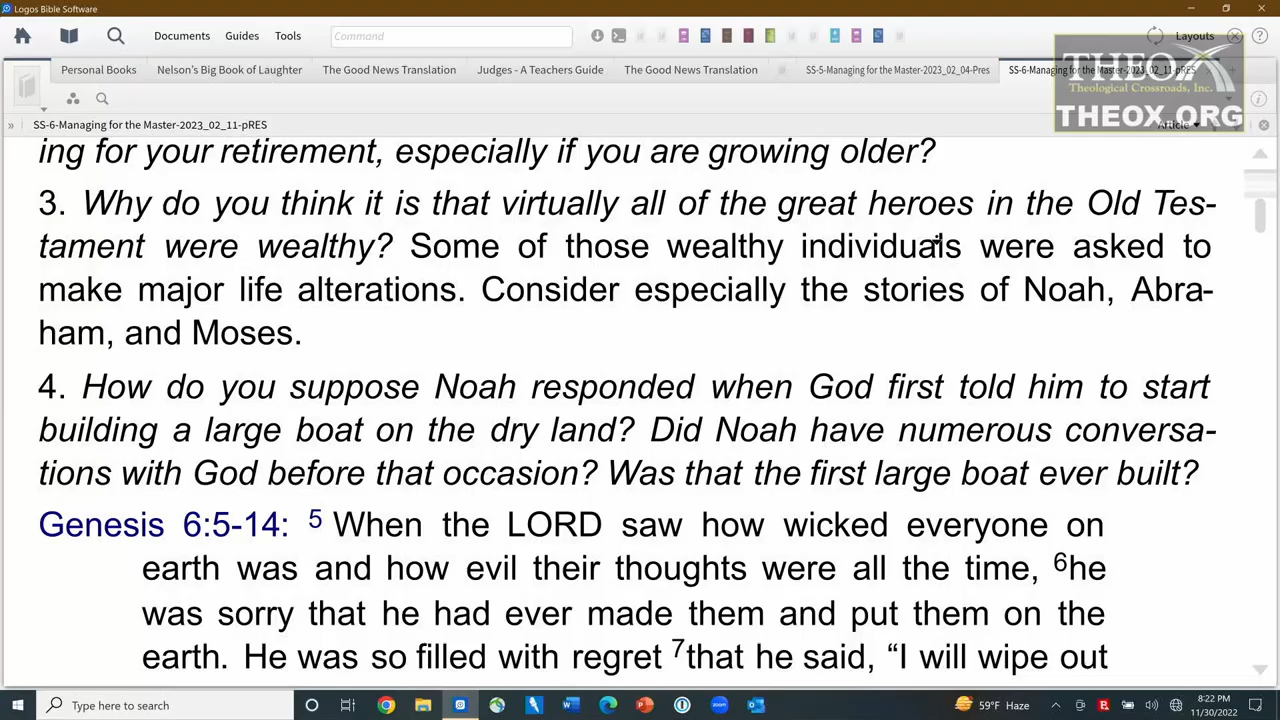 Logos Bible Software
Documents Guides Tools Command Layouts
Personal Books Nelson's Big Book of Laughter The Go Judges - A Teachers Guide The Good News Translation SS-5-Managing for the Master-2023_02_04-Pres SS-6-Managing for the Master-2023_02_11-pRES
THEOX
Theological Crossroads, Inc.
THEOX.ORG
SS-6-Managing for the Master-2023_02_11-pRES Article
ing for your retirement, especially if you are growing older?
3. Why do you think it is that virtually all of the great heroes in the Old Tes-
tament were wealthy? Some of those wealthy individuals were asked to
make major life alterations. Consider especially the stories of Noah, Abra-
ham, and Moses.
4. How do you suppose Noah responded when God first told him to start
building a large boat on the dry land? Did Noah have numerous conversa-
tions with God before that occasion? Was that the first large boat ever built?
Genesis 6:5-14: 5 When the LORD saw how wicked everyone on
earth was and how evil their thoughts were all the time, 6he
was sorry that he had ever made them and put them on the
earth. He was so filled with regret 7that he said, “I will wipe out
Type here to search 59°F Haze 8:22 PM
11/30/2022